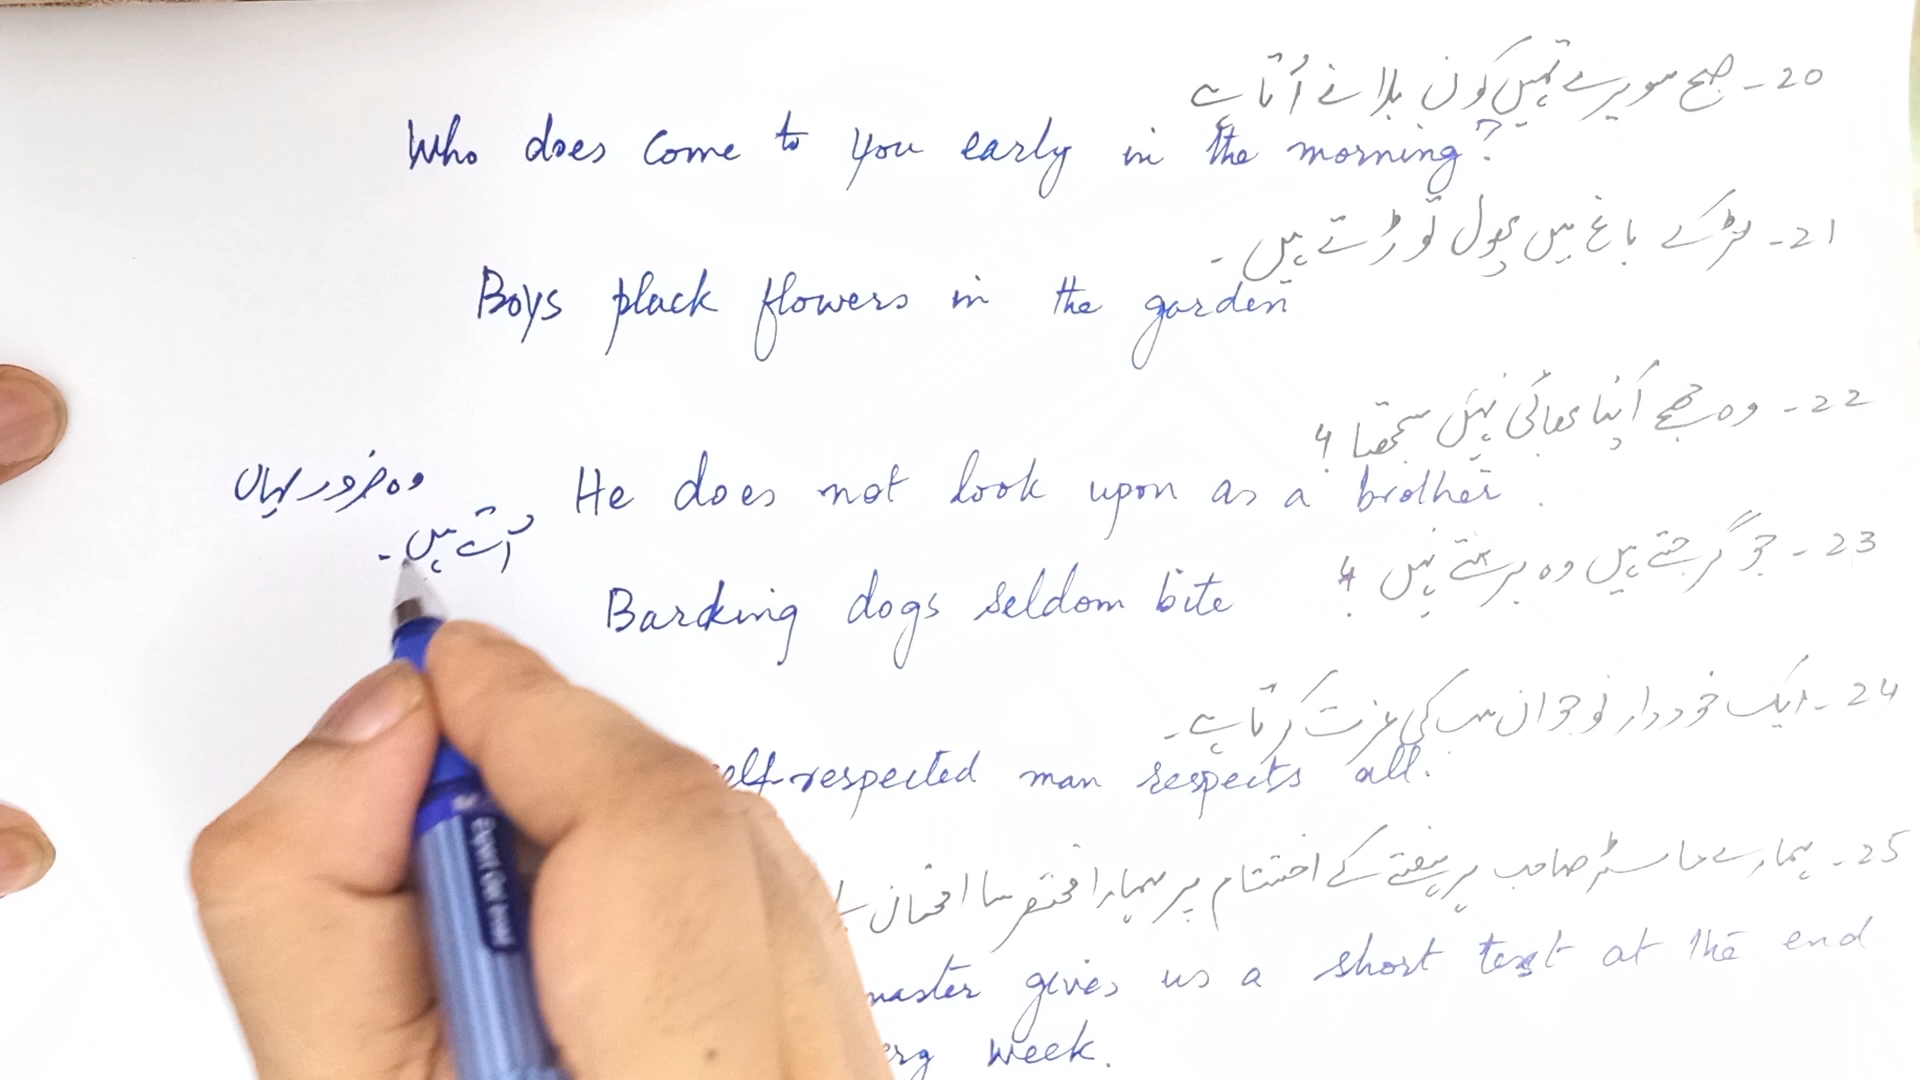 20۔ صبح سویرے تمہیں کون بلانے آتا ہے
Who does come to you early in the morning?
21۔ لڑکے باغ میں پھول توڑتے ہیں ۔
Boys pluck flowers in the garden
22۔ وہ مجھے اپنا بھائی نہیں سمجھتا ؟
He does not look upon as a brother.
وہ ضرور یہاں
آتے ہیں ۔
23۔ جو گرجتے ہیں وہ برستے نہیں ؟
Barking dogs seldom bite
24۔ ایک خوددار نوجوان سب کی عزت کرتا ہے۔
elf-respected man respects all.
25۔ ہمارے ماسٹر صاحب ہر ہفتے کے اختتام پر ہمارا مختصر سا امتحان
master gives us a short test at the end
week.
Expert Gel